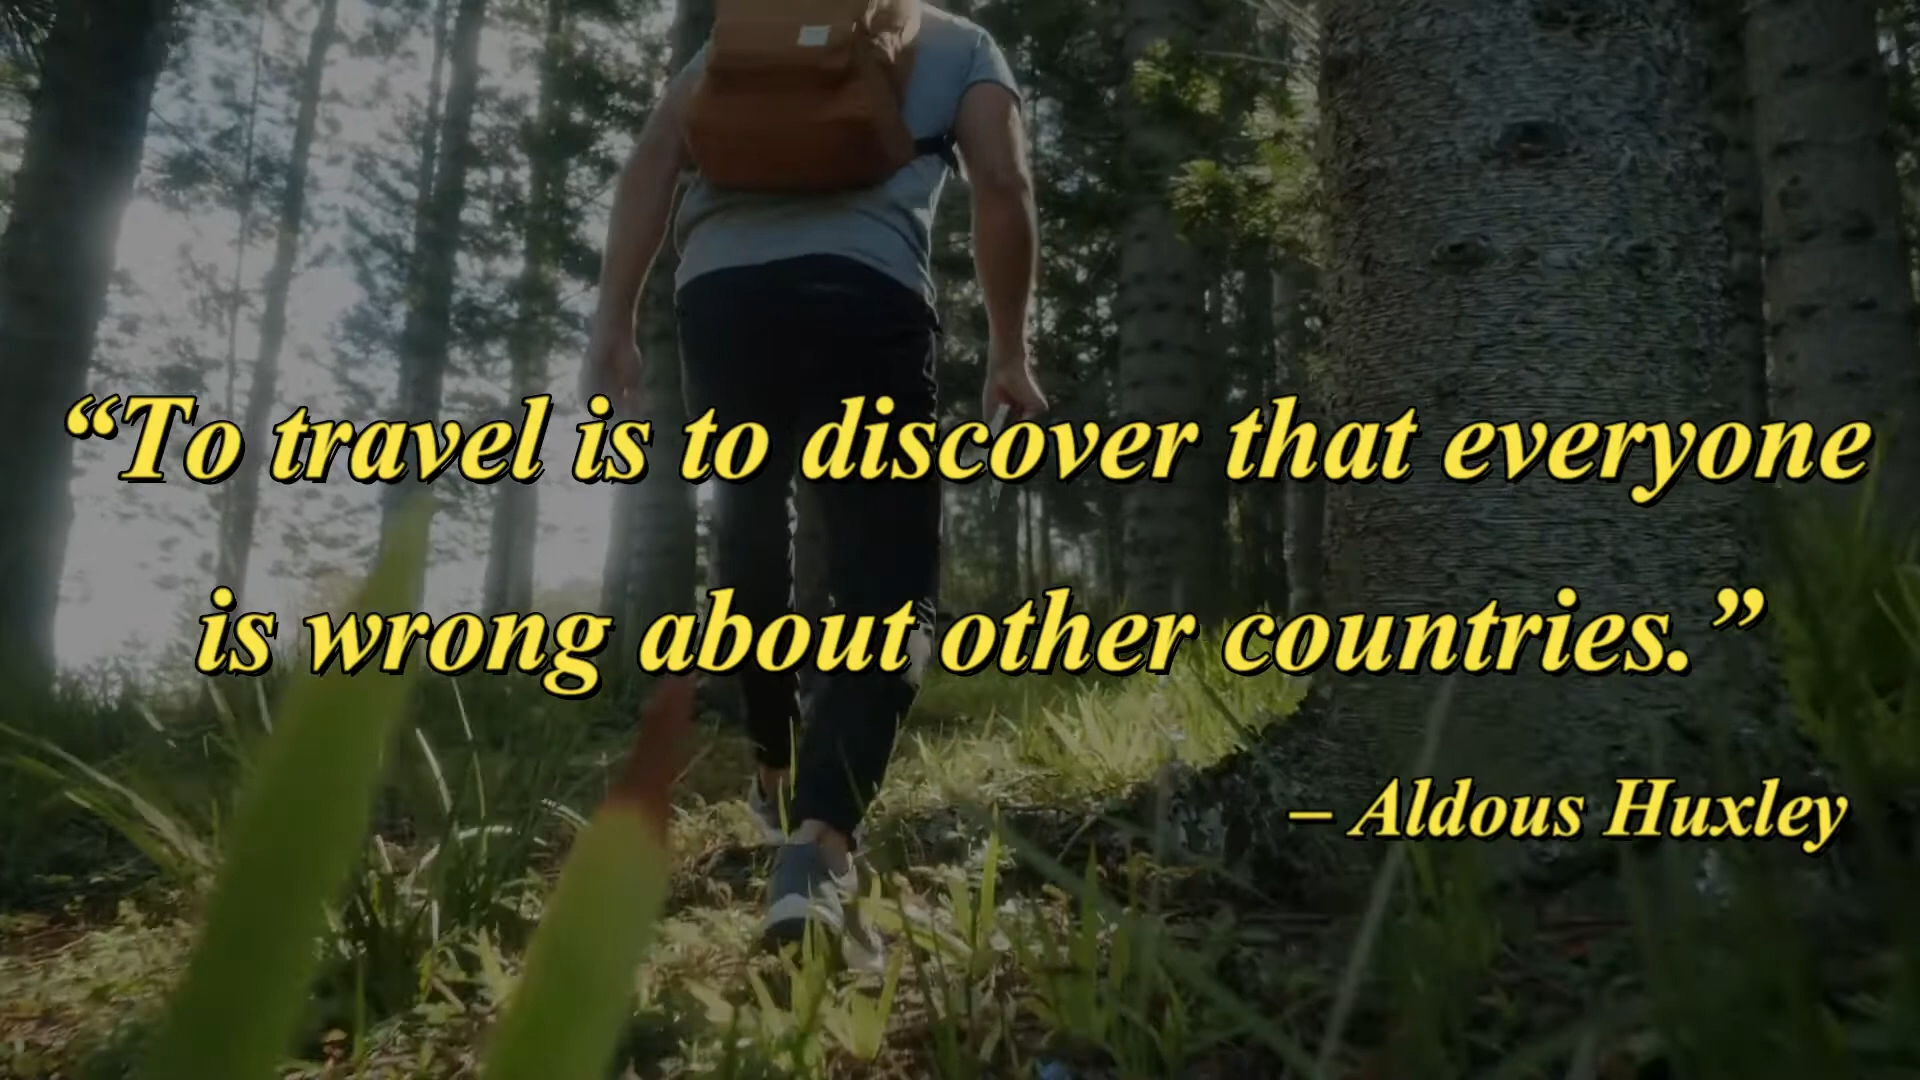 “To travel is to discover that everyone
is wrong about other countries.”
– Aldous Huxley